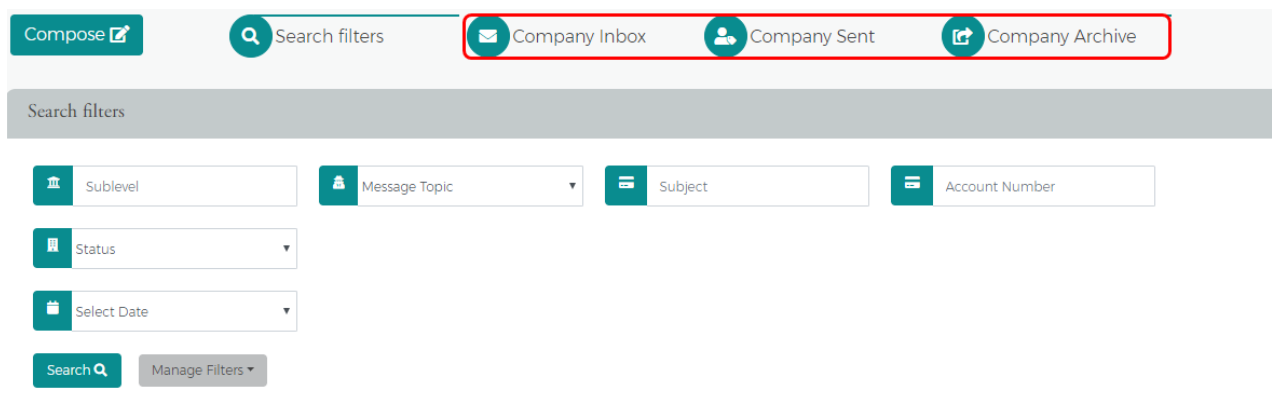 Compose Search filters Company Inbox Company Sent Company Archive
Search filters
Sublevel Message Topic Subject Account Number
Status
Select Date
Search Manage Filters